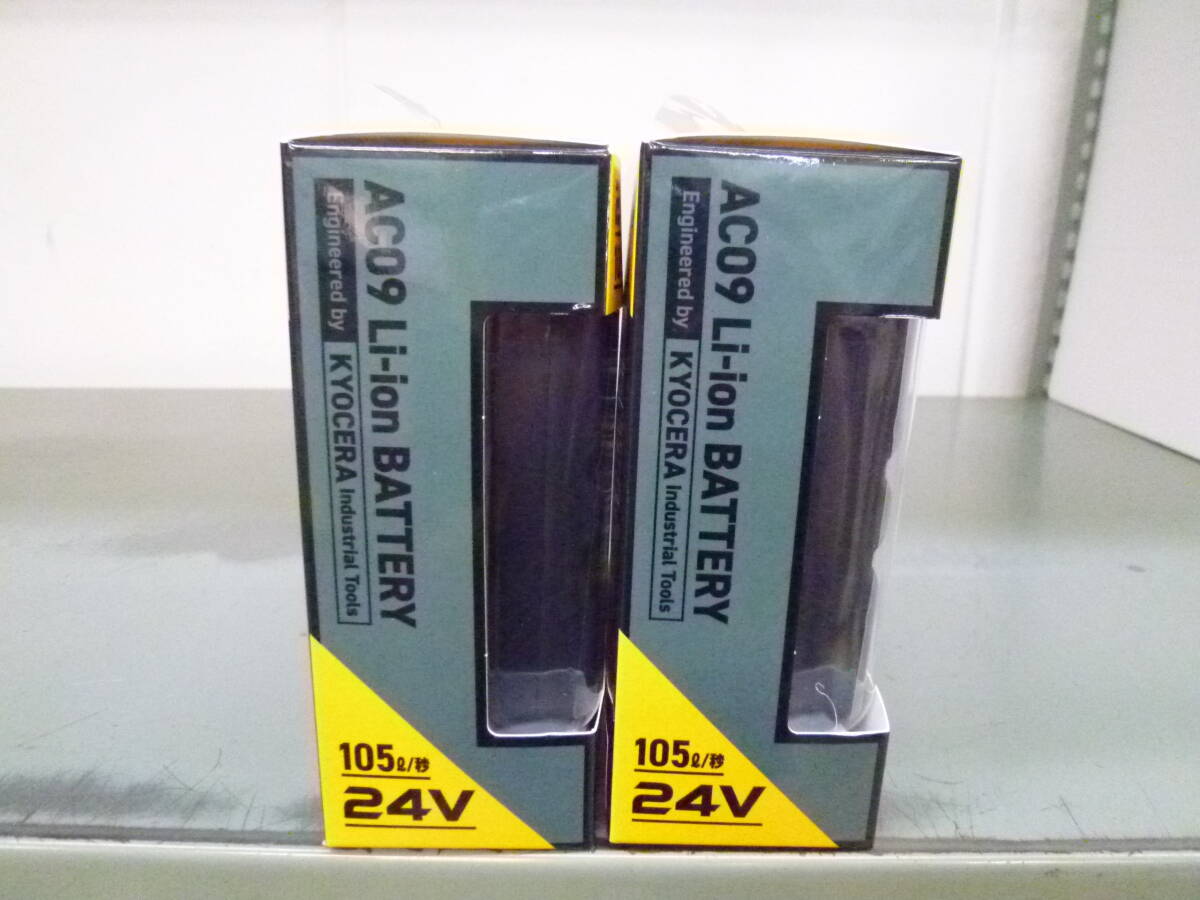 AC09 Li-ion BATTERY
Engineered by KYOCERA Industrial Tools
105ℓ/秒
24V
AC09 Li-ion BATTERY
Engineered by KYOCERA Industrial Tools
105ℓ/秒
24V